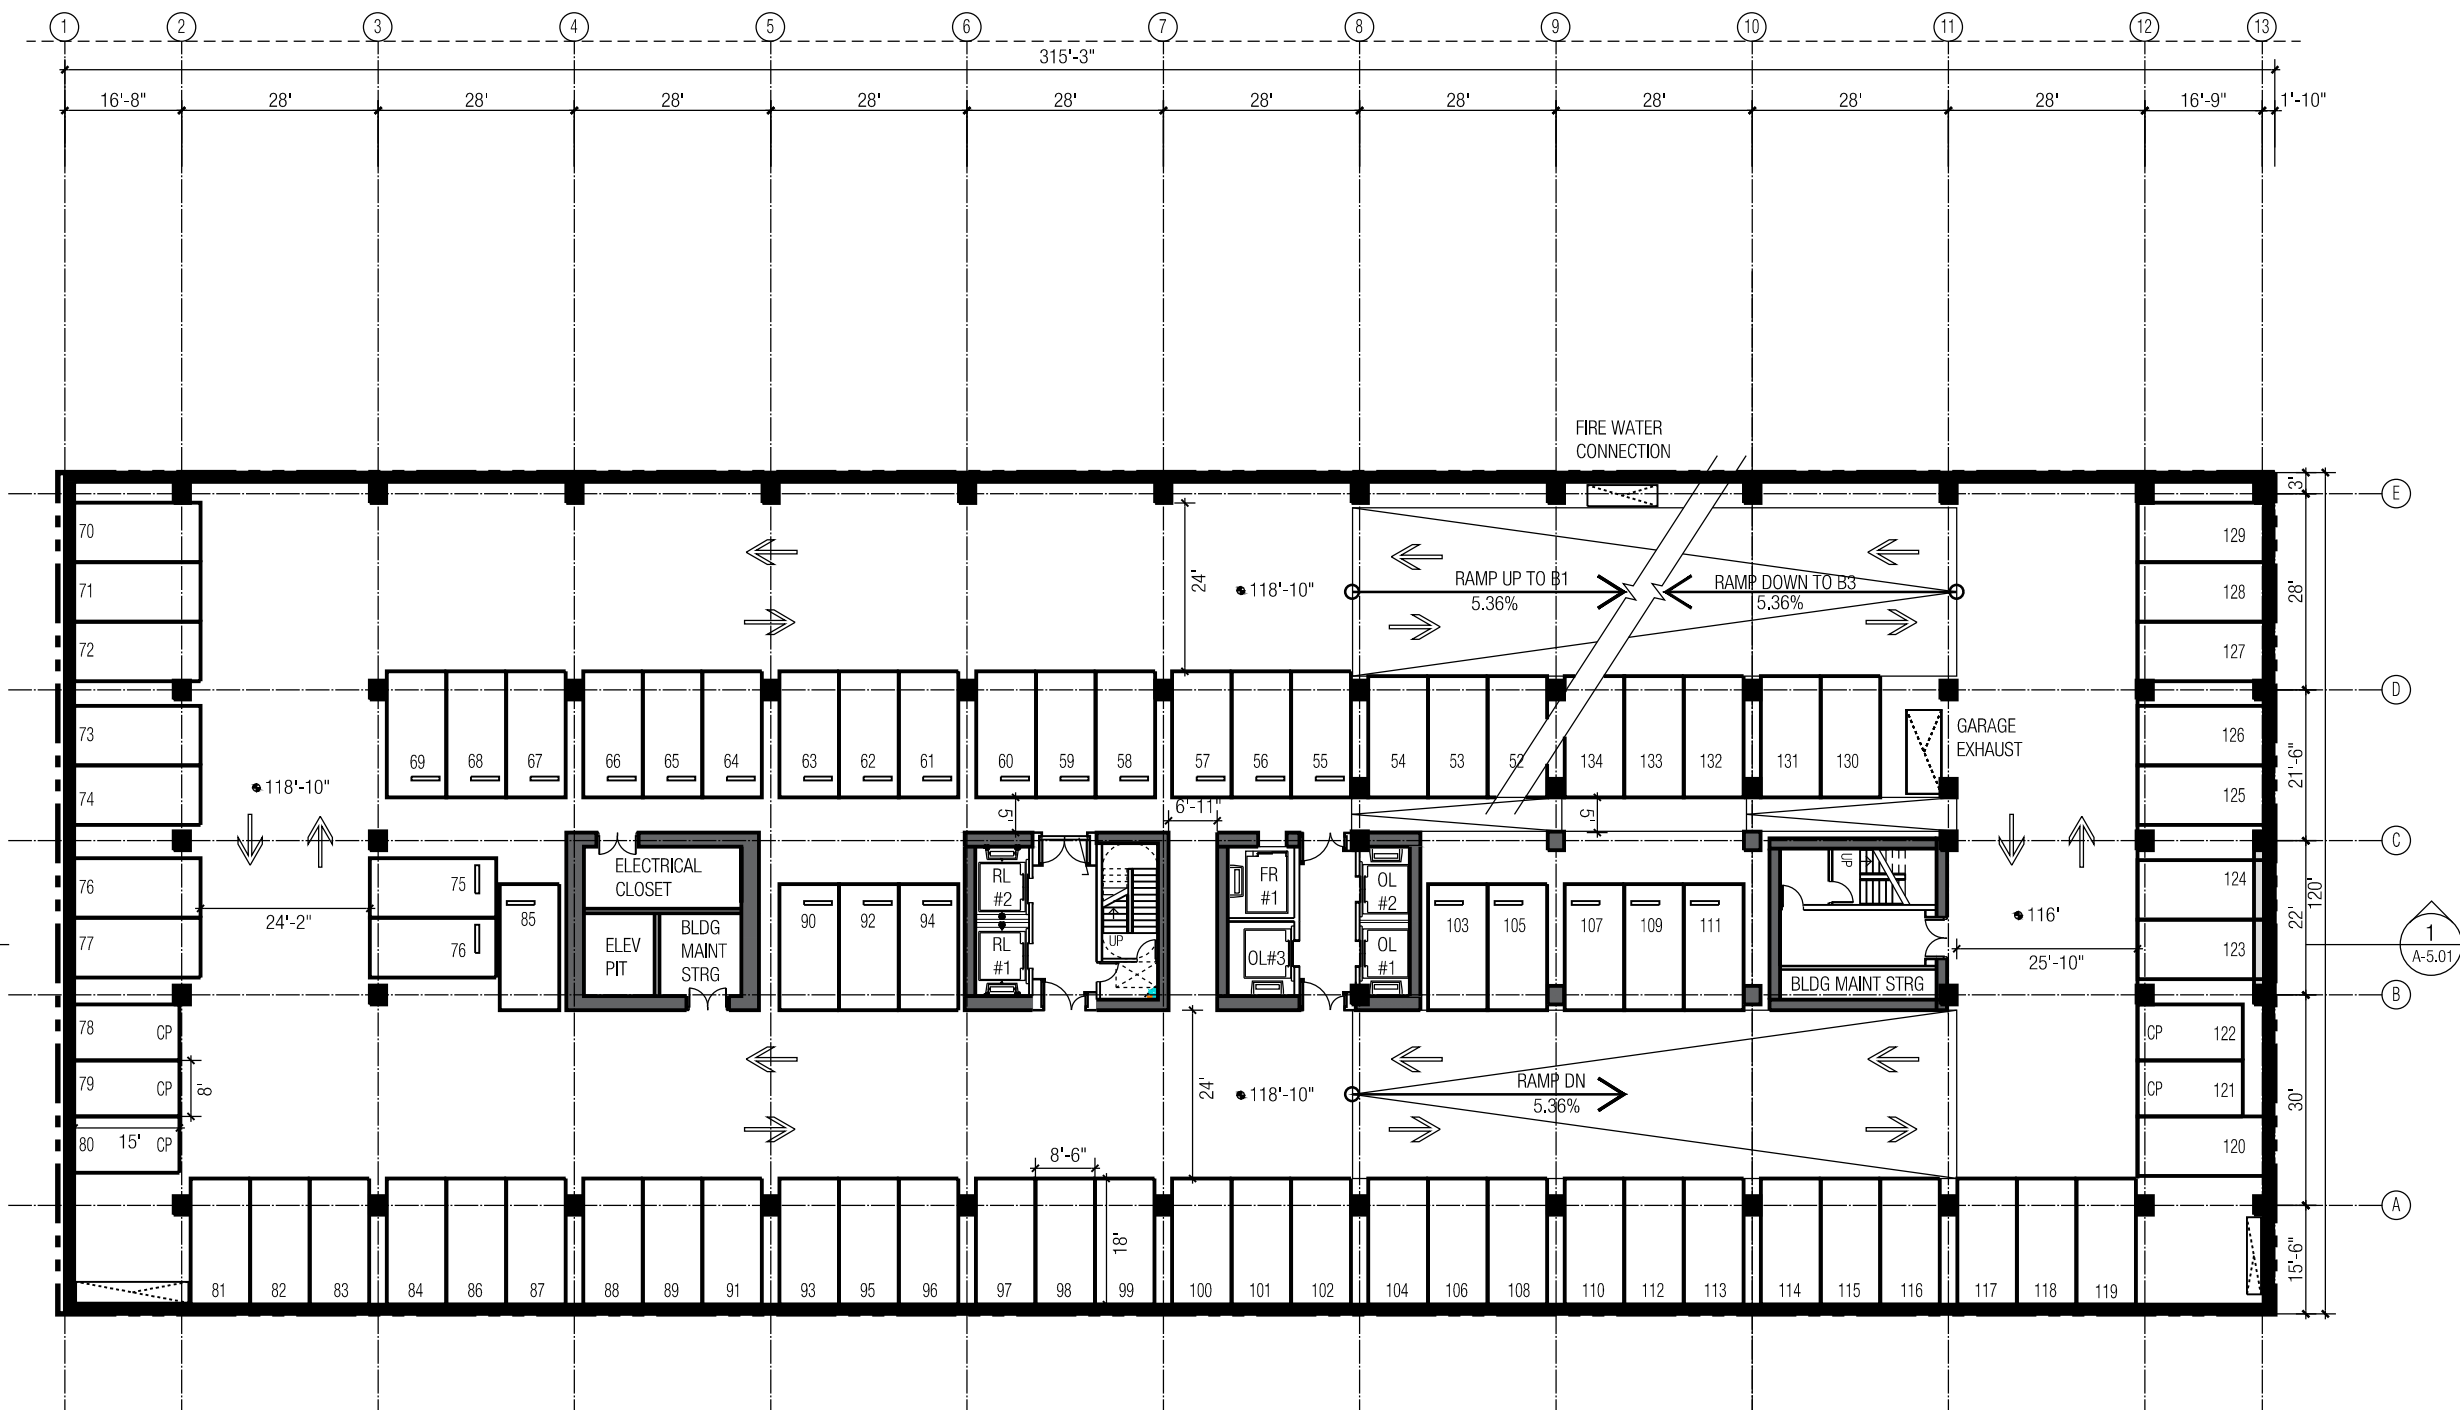 1 2 3 4 5 6 7 8 9 10 11 12 13
315'-3"
16'-8" 28' 28' 28' 28' 28' 28' 28' 28' 28' 28' 16'-9" 1'-10"
FIRE WATER
CONNECTION
E
3'
70 129
71 128
72 127
24'
118'-10"
RAMP UP TO B1
5.36%
RAMP DOWN TO B3
5.36%
28'
D
73 126
74 125
69 68 67 66 65 64 63 62 61 60 59 58 57 56 55 54 53 52 134 133 132 131 130
GARAGE
EXHAUST
21'-6"
118'-10"
5'
6'-11"
5'
C
76 124
77 123
24'-2"
75
76
85
ELECTRICAL
CLOSET
ELEV
PIT
BLDG
MAINT
STRG
90 92 94
RL
#2
RL
#1
UP
FR
#1
OL#3
OL
#2
OL
#1
103 105 107 109 111
UP
BLDG MAINT STRG
116'
25'-10"
22'
120'
1
A-5.01
B
78 CP
79 CP
80 CP
8'
15'
24'
118'-10"
RAMP DN
5.36%
CP 122
CP 121
120
30'
8'-6"
18'
A
15'-6"
81 82 83 84 86 87 88 89 91 93 95 96 97 98 99 100 101 102 104 106 108 110 112 113 114 115 116 117 118 119